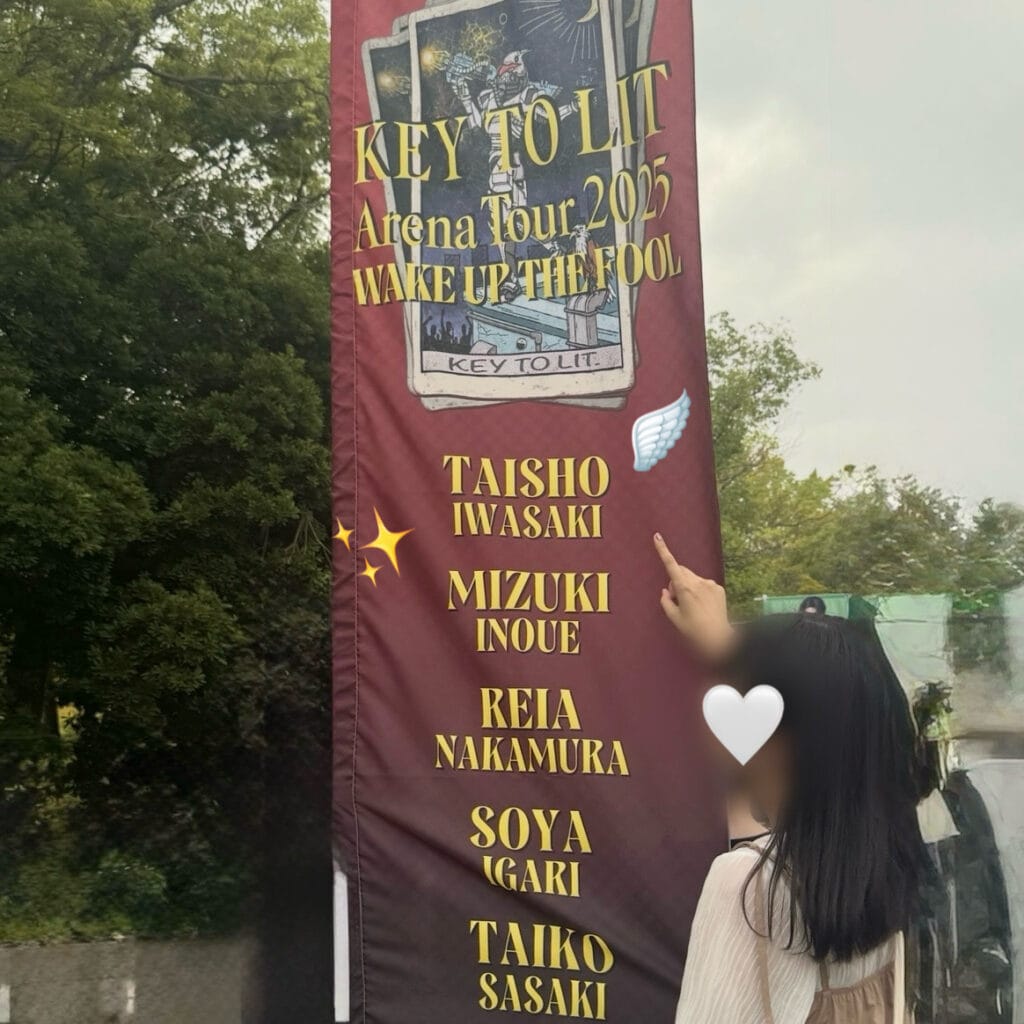 KEY TO LIT
Arena Tour 2025
WAKE UP THE FOOL
KEY TO LIT.
TAISHO
IWASAKI
MIZUKI
INOUE
REIA
NAKAMURA
SOYA
IGARI
TAIKO
SASAKI